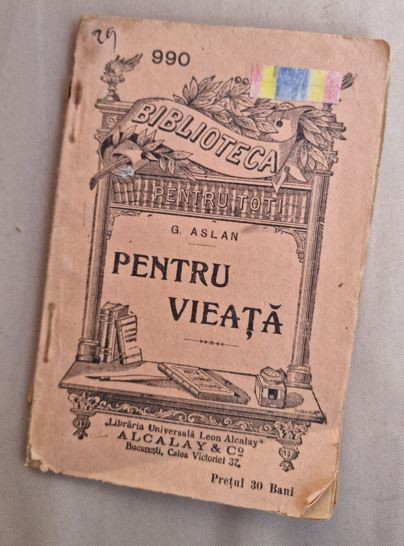 29
990
BIBLIOTECA
PENTRU TOȚI
G. ASLAN
PENTRU
VIEAȚĂ
„Librăria Universală Leon Alcalay"
ALCALAY & Cº
București, Calea Victoriei 37.
Prețul 30 Bani